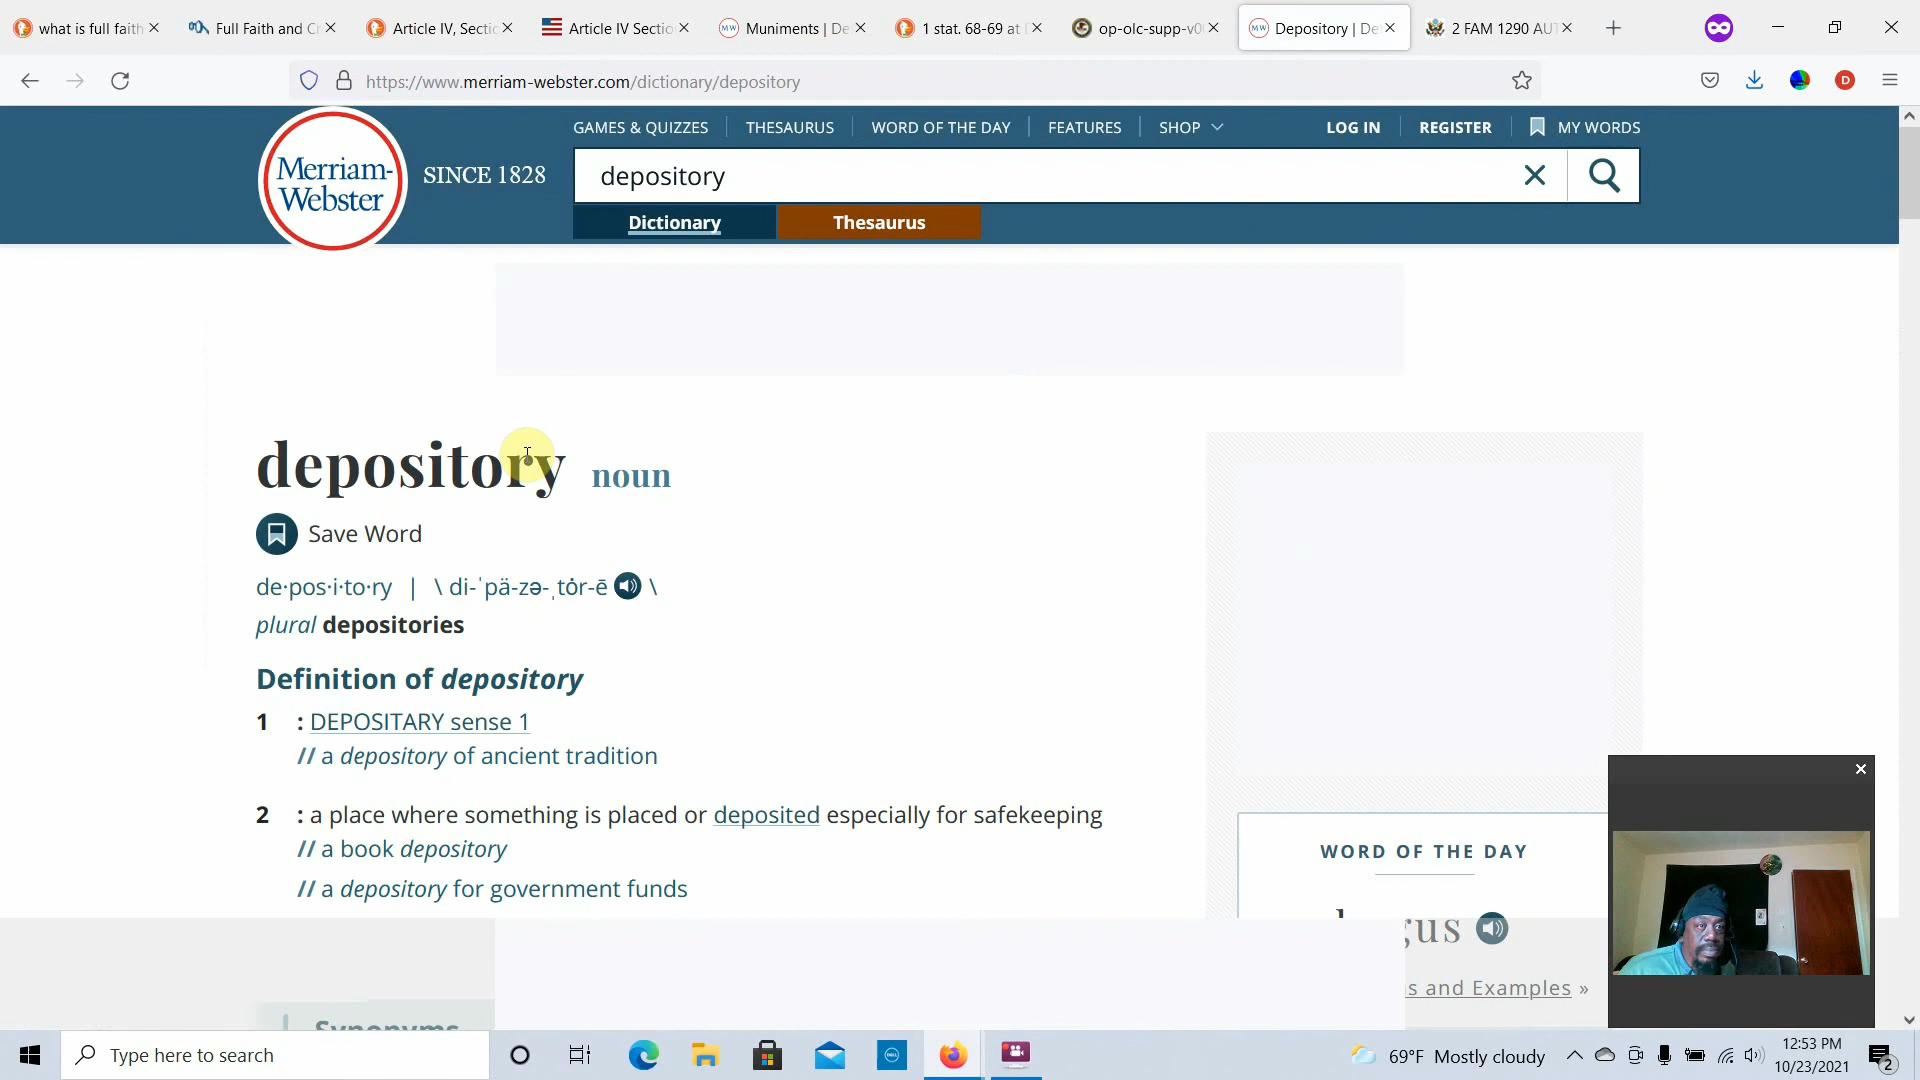 what is full faith
Full Faith and Cr
Article IV, Sectic
Article IV Sectio
Muniments | De
1 stat. 68-69 at D
op-olc-supp-v0
Depository | De
2 FAM 1290 AUT
https://www.merriam-webster.com/dictionary/depository
D
GAMES & QUIZZES
THESAURUS
WORD OF THE DAY
FEATURES
SHOP
LOG IN
REGISTER
MY WORDS
Merriam-
Webster
SINCE 1828
depository
Dictionary
Thesaurus
depository noun
Save Word
de·pos·i·to·ry | \ di-ˈpä-zə-ˌtȯr-ē \
plural depositories
Definition of depository
1 : DEPOSITARY sense 1
// a depository of ancient tradition
2 : a place where something is placed or deposited especially for safekeeping
// a book depository
// a depository for government funds
WORD OF THE DAY
gus
s and Examples »
Synonyms
Type here to search
69°F Mostly cloudy
12:53 PM
10/23/2021
2